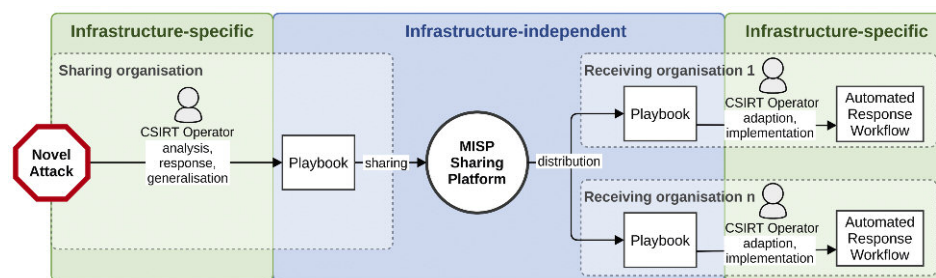 Infrastructure-specific
Infrastructure-independent
Infrastructure-specific
Sharing organisation
CSIRT Operator
analysis,
response,
generalisation
Novel
Attack
Playbook
sharing
MISP
Sharing
Platform
distribution
Receiving organisation 1
Playbook
CSIRT Operator
adaption,
implementation
Automated
Response
Workflow
Receiving organisation n
Playbook
CSIRT Operator
adaption,
implementation
Automated
Response
Workflow